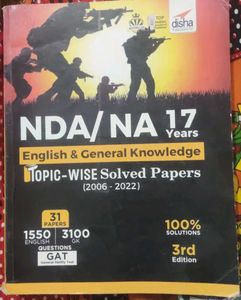 disha
NDA/ NA 17
Years
English & General Knowledge
TOPIC-WISE Solved Papers
(2006 - 2022)
31
PAPERS
1550 3100
ENGLISH GK
QUESTIONS
GAT
General Ability Test
100%
SOLUTIONS
3rd
Edition